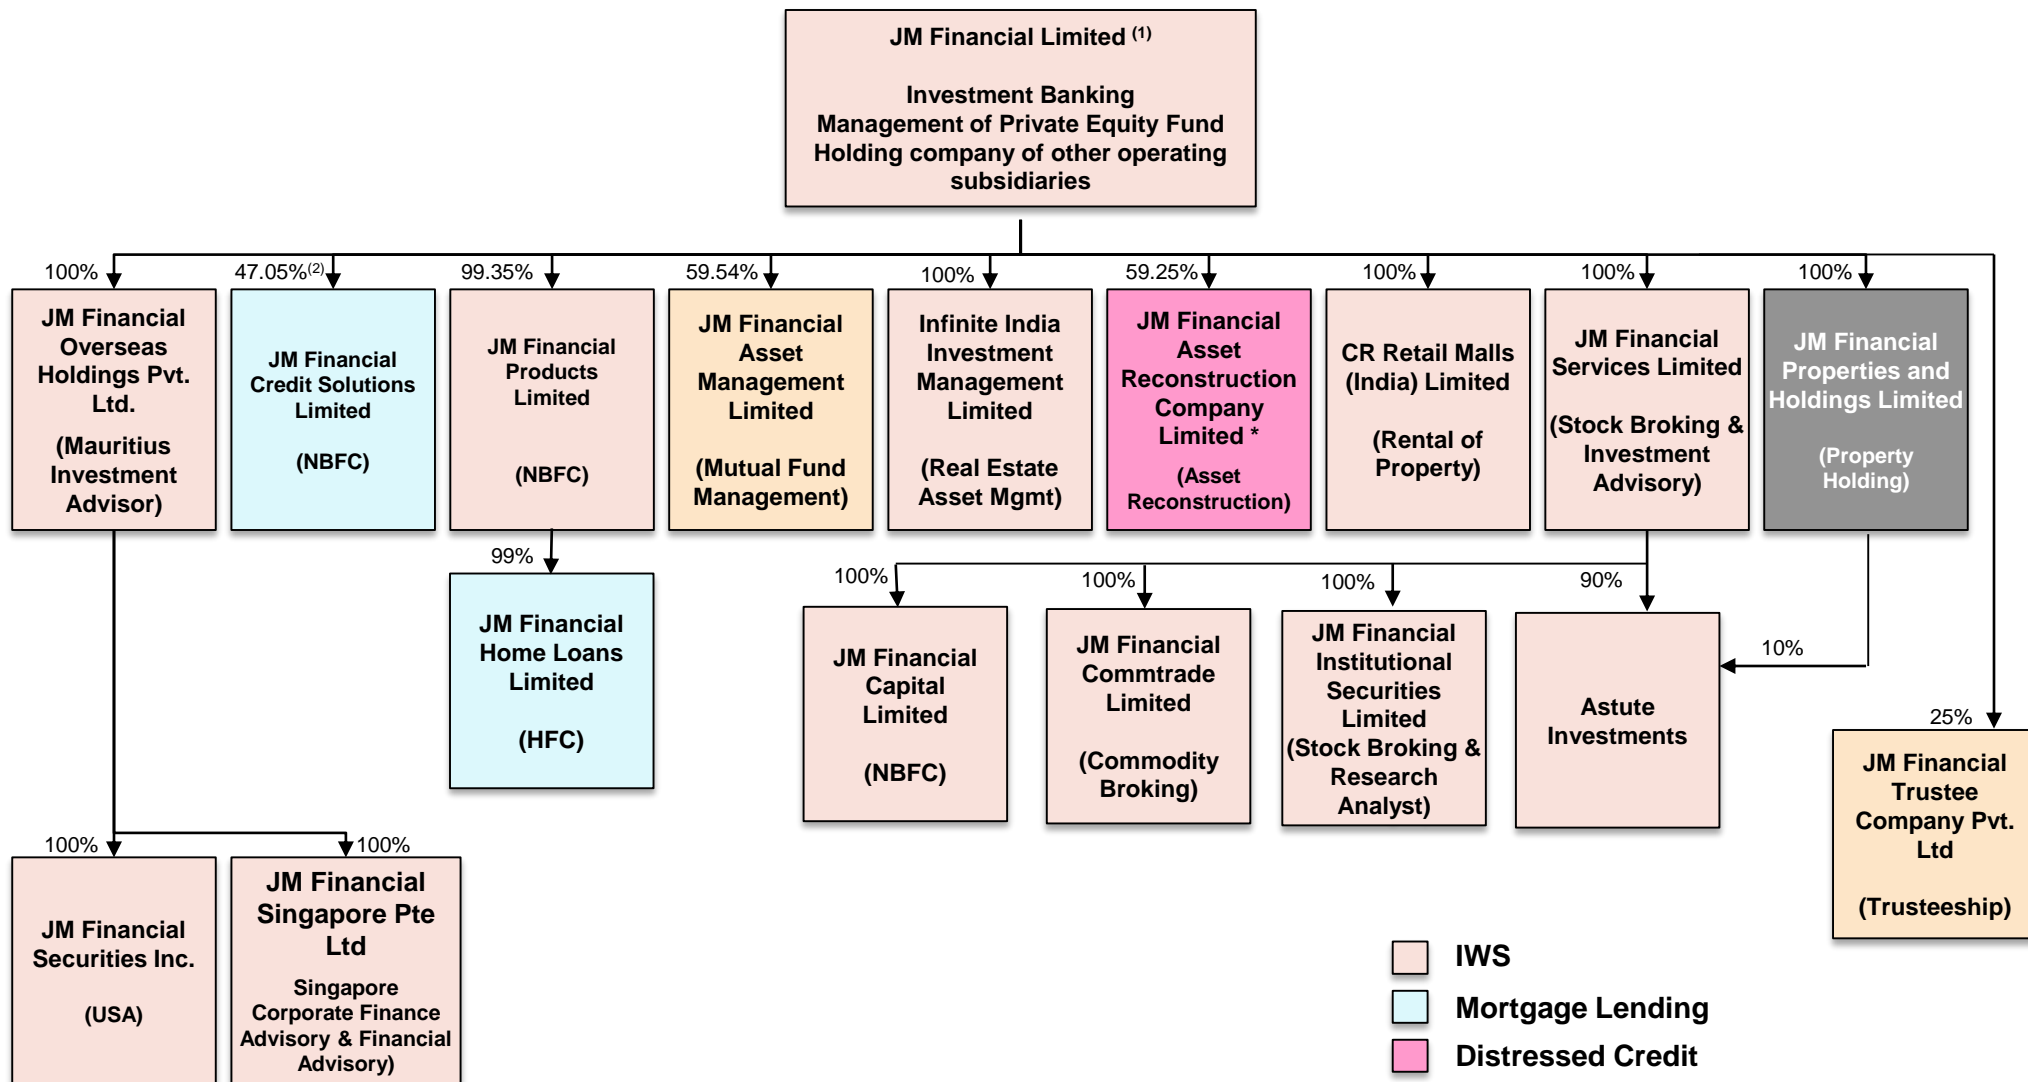 JM Financial Limited (1)
Investment Banking
Management of Private Equity Fund
Holding company of other operating
subsidiaries
100%
47.05%(2)
99.35%
59.54%
100%
59.25%
100%
100%
100%
JM Financial
Overseas
Holdings Pvt.
Ltd.
(Mauritius
Investment
Advisor)
JM Financial
Credit Solutions
Limited
(NBFC)
JM Financial
Products
Limited
(NBFC)
JM Financial
Asset
Management
Limited
(Mutual Fund
Management)
Infinite India
Investment
Management
Limited
(Real Estate
Asset Mgmt)
JM Financial
Asset
Reconstruction
Company
Limited *
(Asset
Reconstruction)
CR Retail Malls
(India) Limited
(Rental of
Property)
JM Financial
Services Limited
(Stock Broking &
Investment
Advisory)
JM Financial
Properties and
Holdings Limited
(Property
Holding)
99%
JM Financial
Home Loans
Limited
(HFC)
100%
100%
100%
90%
JM Financial
Capital
Limited
(NBFC)
JM Financial
Commtrade
Limited
(Commodity
Broking)
JM Financial
Institutional
Securities
Limited
(Stock Broking &
Research
Analyst)
Astute
Investments
10%
25%
JM Financial
Trustee
Company Pvt.
Ltd
(Trusteeship)
100%
100%
JM Financial
Securities Inc.
(USA)
JM Financial
Singapore Pte
Ltd
Singapore
Corporate Finance
Advisory & Financial
Advisory)
IWS
Mortgage Lending
Distressed Credit